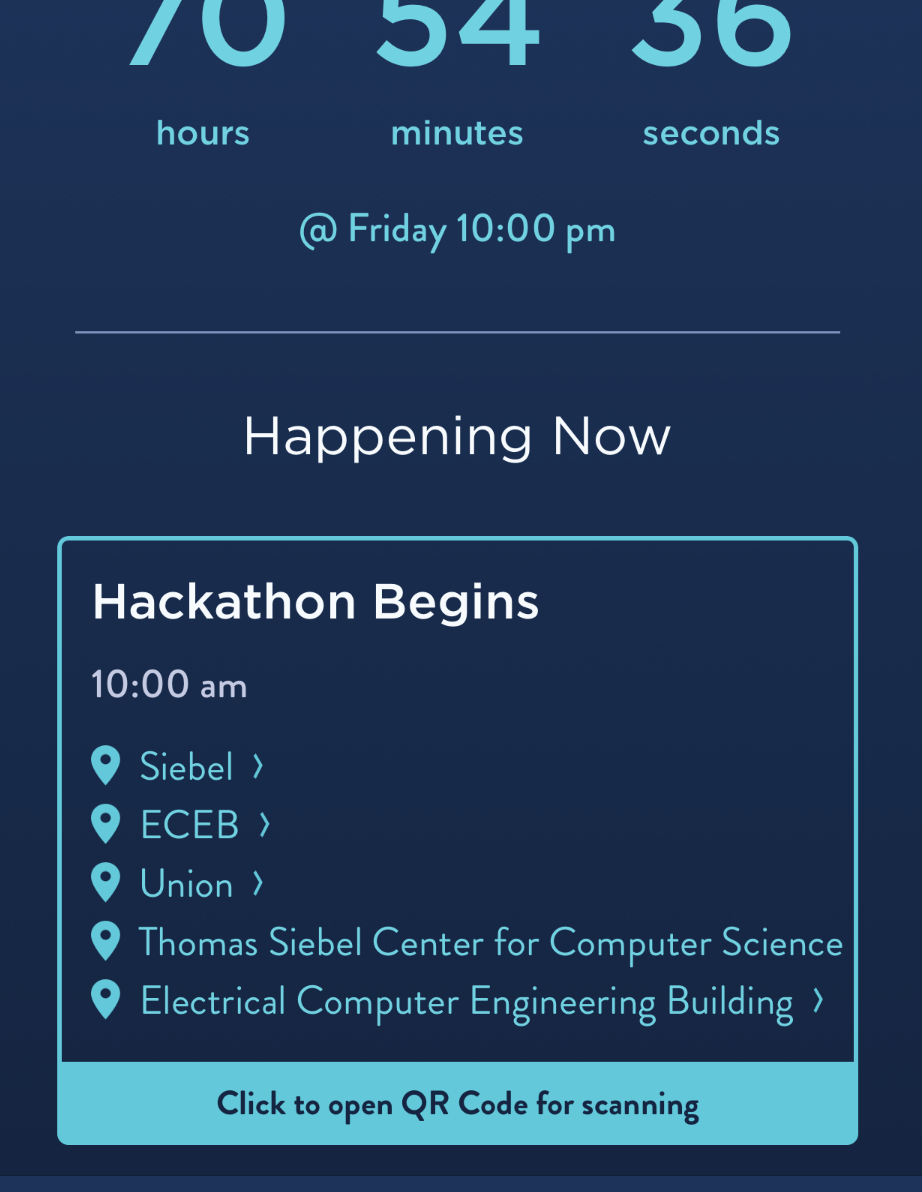 70 54 36
hours minutes seconds
@ Friday 10:00 pm
Happening Now
Hackathon Begins
10:00 am
Siebel
ECEB
Union
Thomas Siebel Center for Computer Science
Electrical Computer Engineering Building
Click to open QR Code for scanning